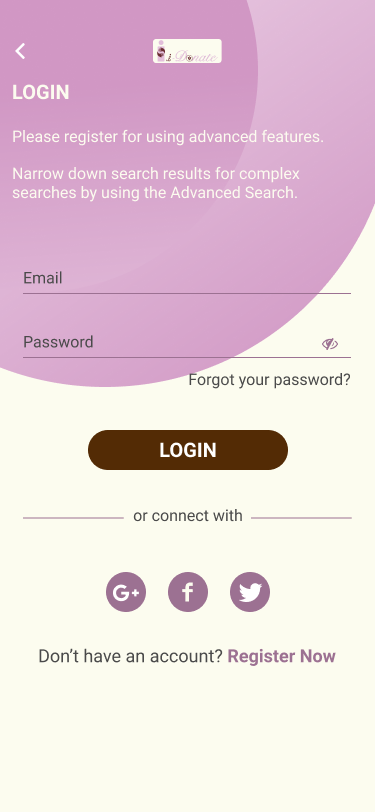 i Donate
LOGIN
Please register for using advanced features.
Narrow down search results for complex
searches by using the Advanced Search.
Email
Password
Forgot your password?
LOGIN
or connect with
G+ f
Don’t have an account? Register Now